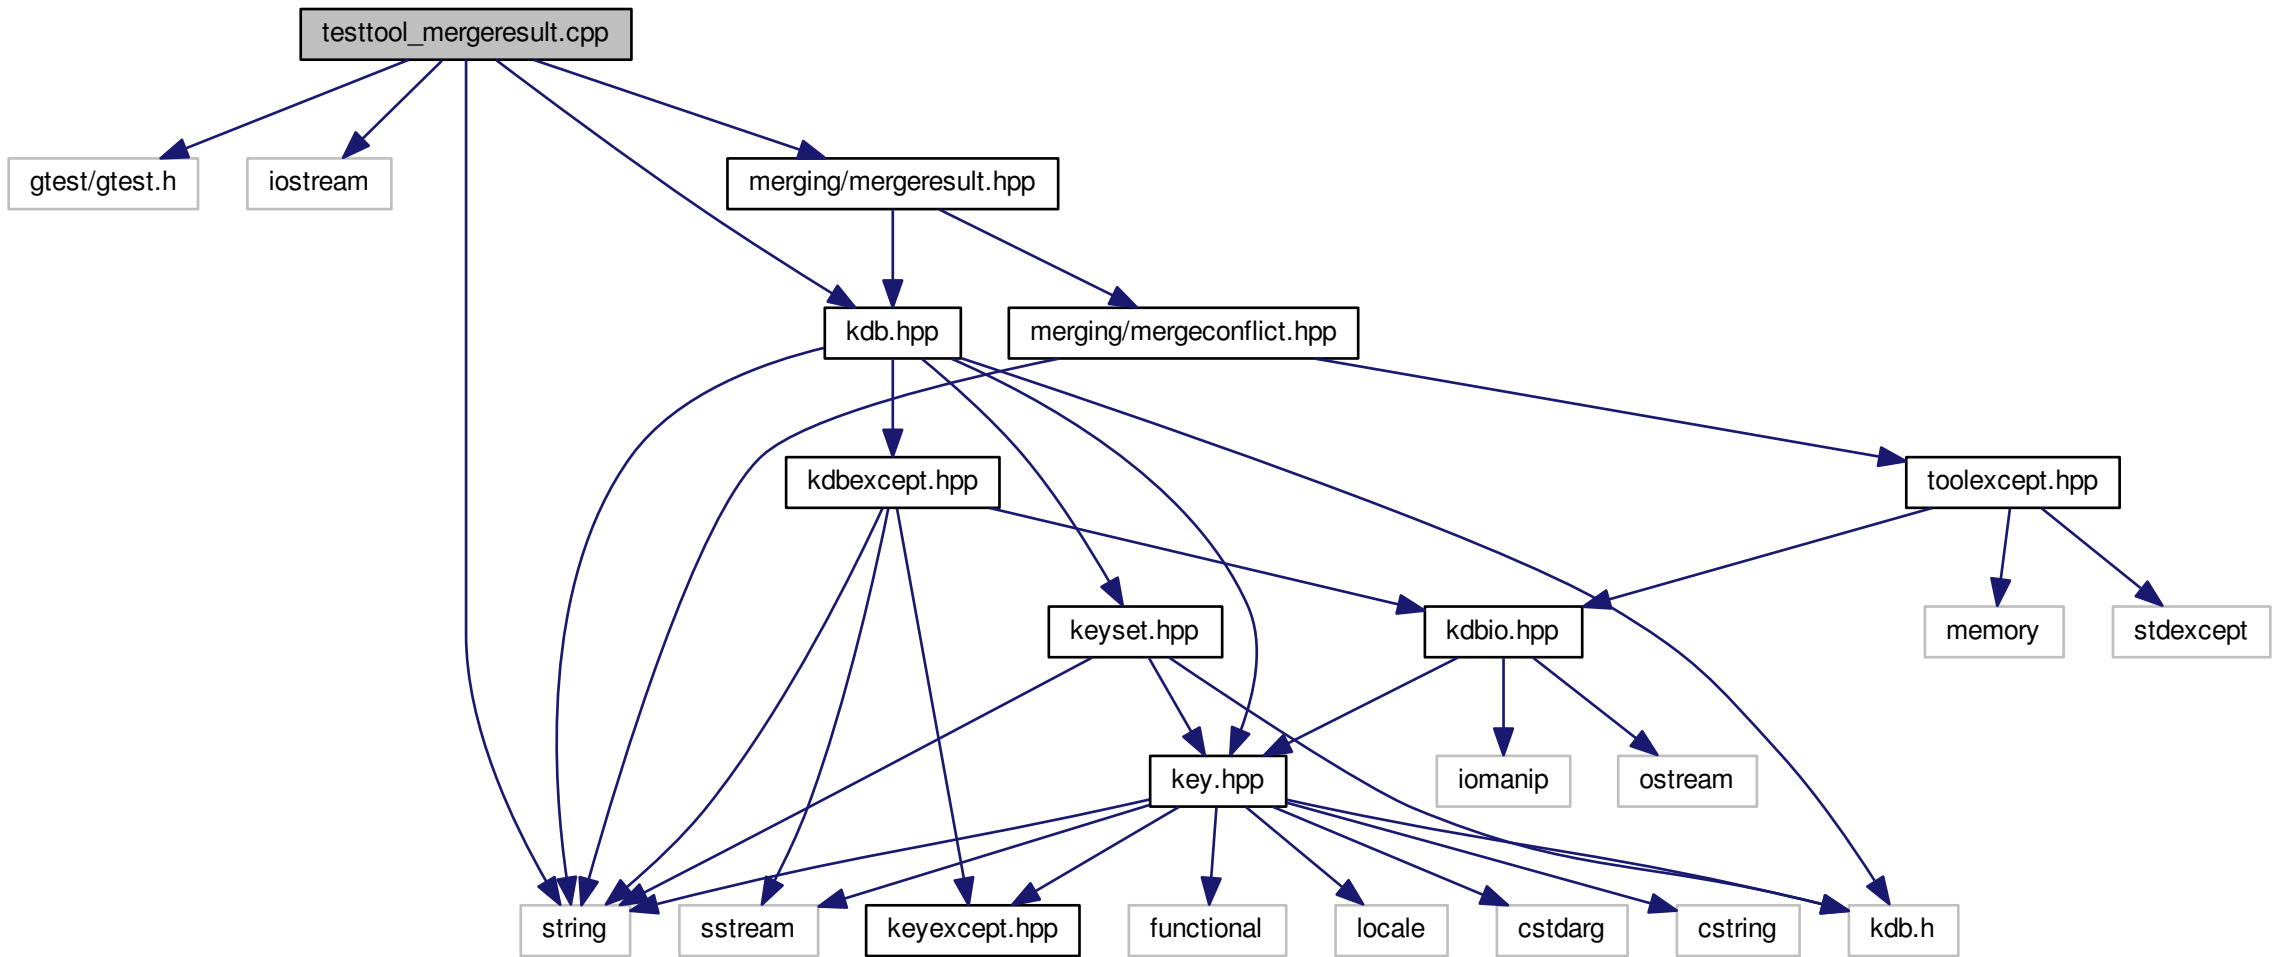 testtool_mergeresult.cpp
gtest/gtest.h
iostream
merging/mergeresult.hpp
kdb.hpp
merging/mergeconflict.hpp
kdbexcept.hpp
toolexcept.hpp
keyset.hpp
kdbio.hpp
memory
stdexcept
key.hpp
iomanip
ostream
string
sstream
keyexcept.hpp
functional
locale
cstdarg
cstring
kdb.h